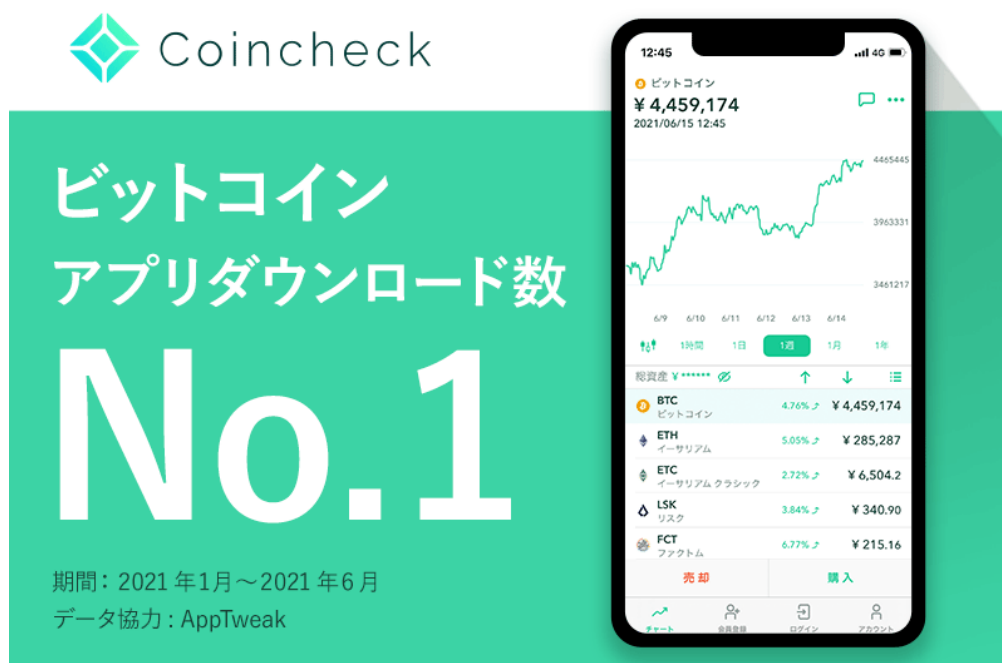 Coincheck
ビットコイン
アプリダウンロード数
No.1
期間：2021年1月～2021年6月
データ協力：AppTweak
12:45
4G
ビットコイン
¥4,459,174
2021/06/15 12:45
4465445
3963331
3461217
6/9 6/10 6/11 6/12 6/13 6/14
1時間 1日 1週 1月 1年
総資産 ¥ ******
BTC
ビットコイン
4.76% ¥4,459,174
ETH
イーサリアム
5.05% ¥285,287
ETC
イーサリアム クラシック
2.72% ¥6,504.2
LSK
リスク
3.84% ¥340.90
FCT
ファクトム
6.77% ¥215.16
売却 購入
チャート 会員登録 ログイン アカウント